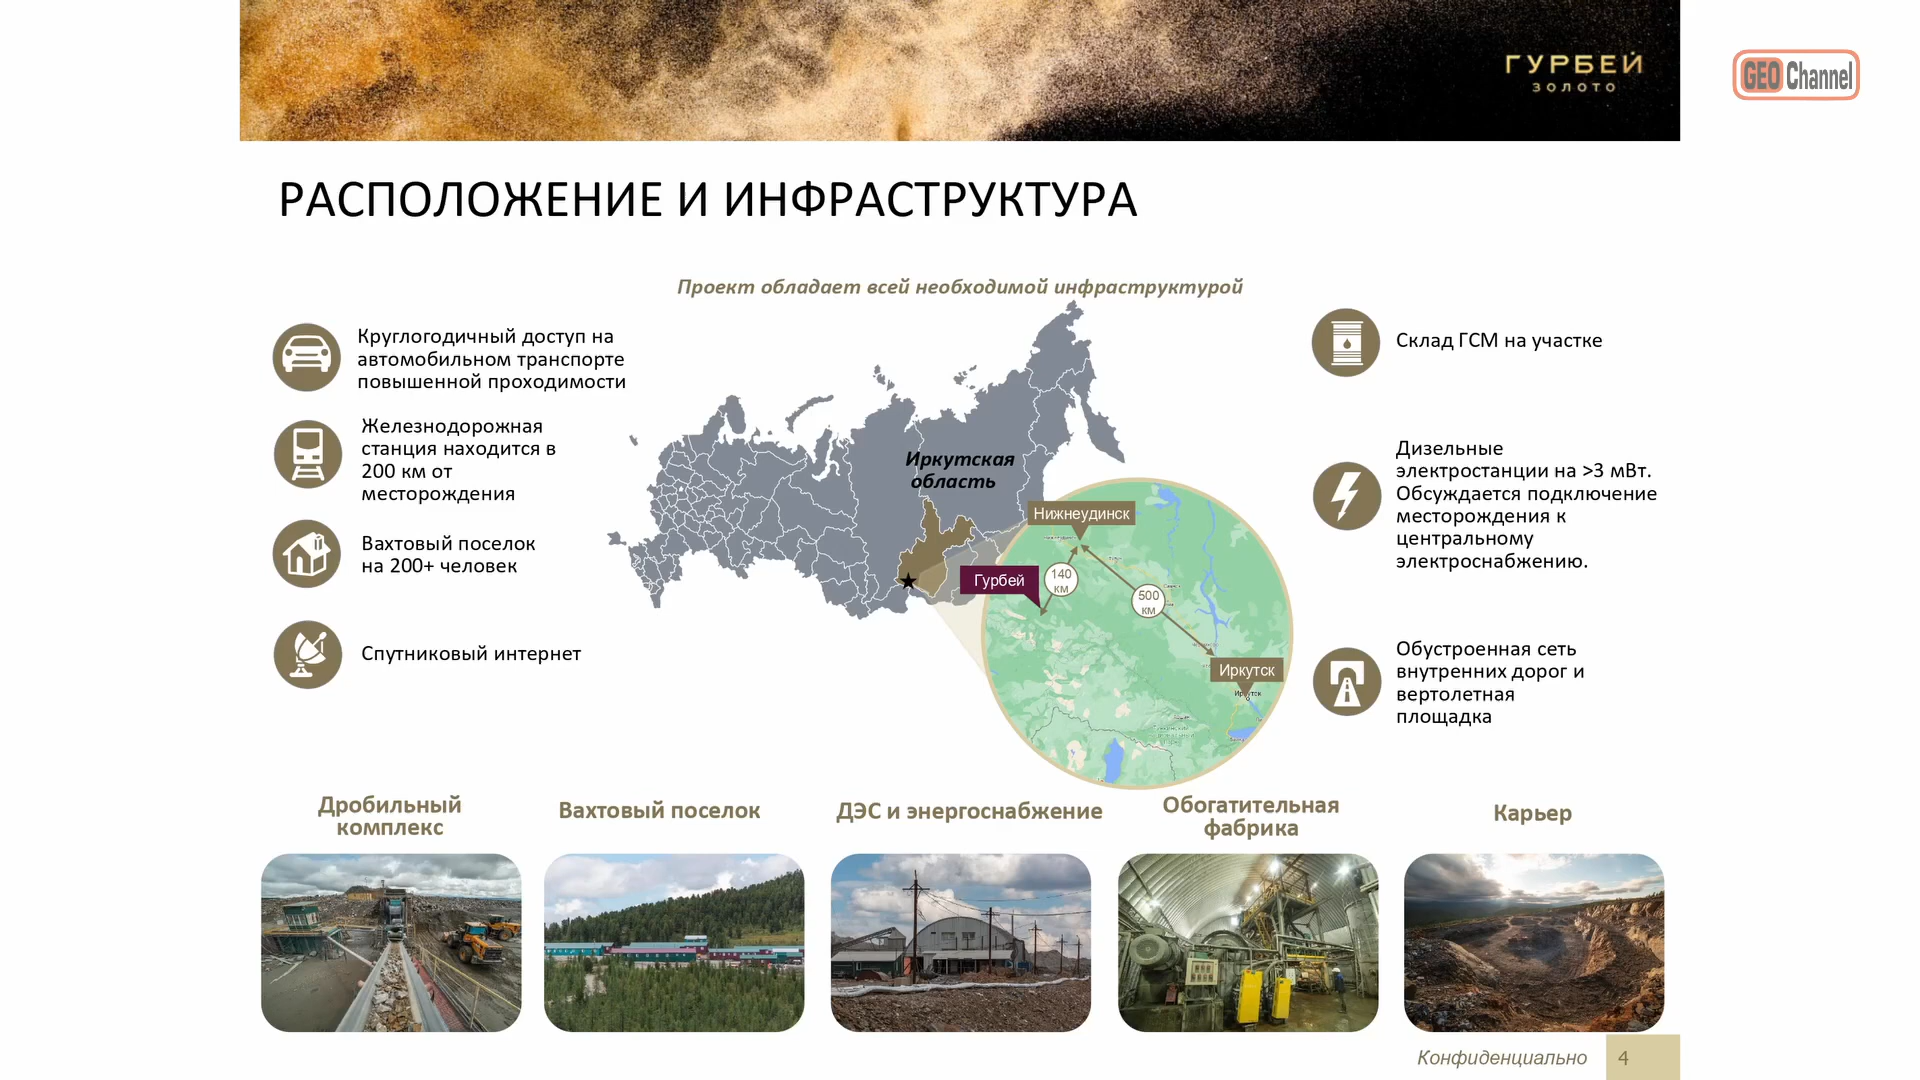 ГУРБЕЙ
ЗОЛОТО
GEO Channel
РАСПОЛОЖЕНИЕ И ИНФРАСТРУКТУРА
Проект обладает всей необходимой инфраструктурой
Круглогодичный доступ на
автомобильном транспорте
повышенной проходимости
Железнодорожная
станция находится в
200 км от
месторождения
Вахтовый поселок
на 200+ человек
Спутниковый интернет
Иркутская
область
Нижнеудинск
Гурбей
140
км
500
км
Иркутск
Иркутск
Склад ГСМ на участке
Дизельные
электростанции на >3 мВт.
Обсуждается подключение
месторождения к
центральному
электроснабжению.
Обустроенная сеть
внутренних дорог и
вертолетная
площадка
Дробильный
комплекс
Вахтовый поселок
ДЭС и энергоснабжение
Обогатительная
фабрика
Карьер
Конфиденциально
4